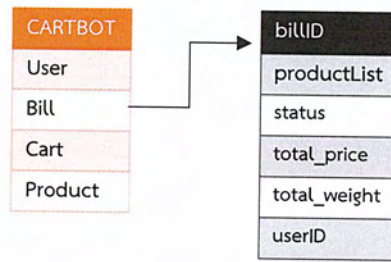 CARTBOT
User
Bill
Cart
Product
billID
productList
status
total_price
total_weight
userID